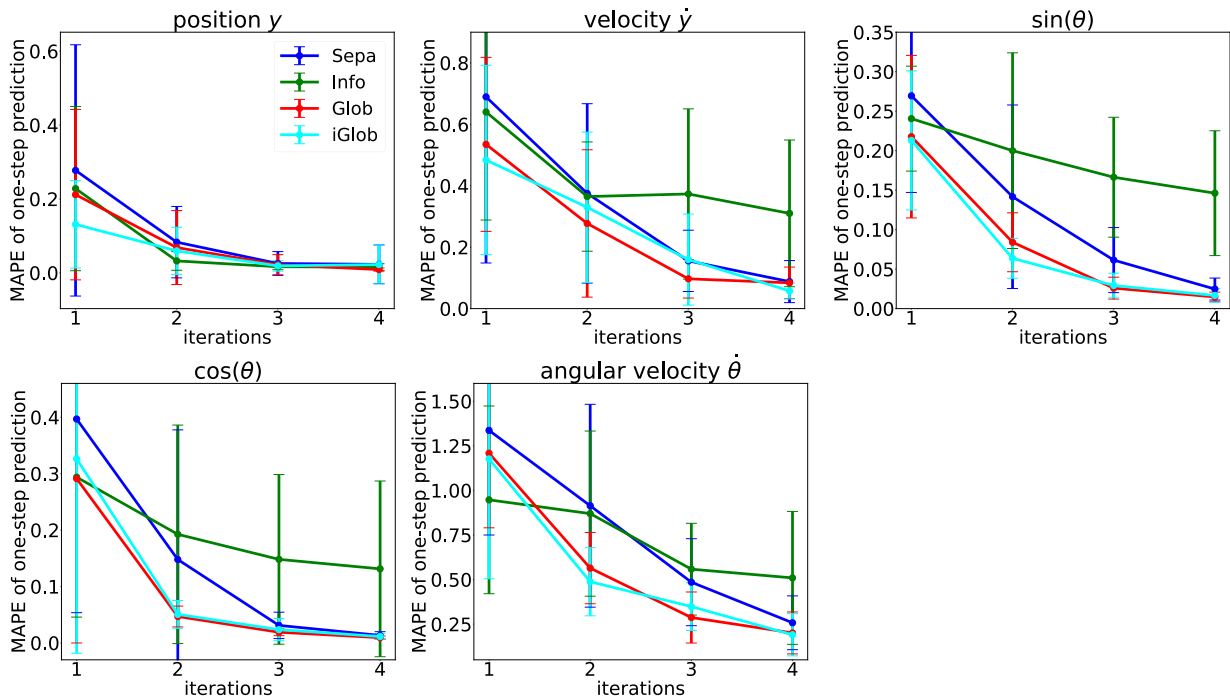 position y
MAPE of one-step prediction
0.6
0.4
0.2
0.0
1 2 3 4
iterations
Sepa
Info
Glob
iGlob
velocity ẏ
MAPE of one-step prediction
0.8
0.6
0.4
0.2
0.0
1 2 3 4
iterations
sin(θ)
MAPE of one-step prediction
0.35
0.30
0.25
0.20
0.15
0.10
0.05
0.00
1 2 3 4
iterations
cos(θ)
MAPE of one-step prediction
0.4
0.3
0.2
0.1
0.0
1 2 3 4
iterations
angular velocity θ̇
MAPE of one-step prediction
1.50
1.25
1.00
0.75
0.50
0.25
1 2 3 4
iterations